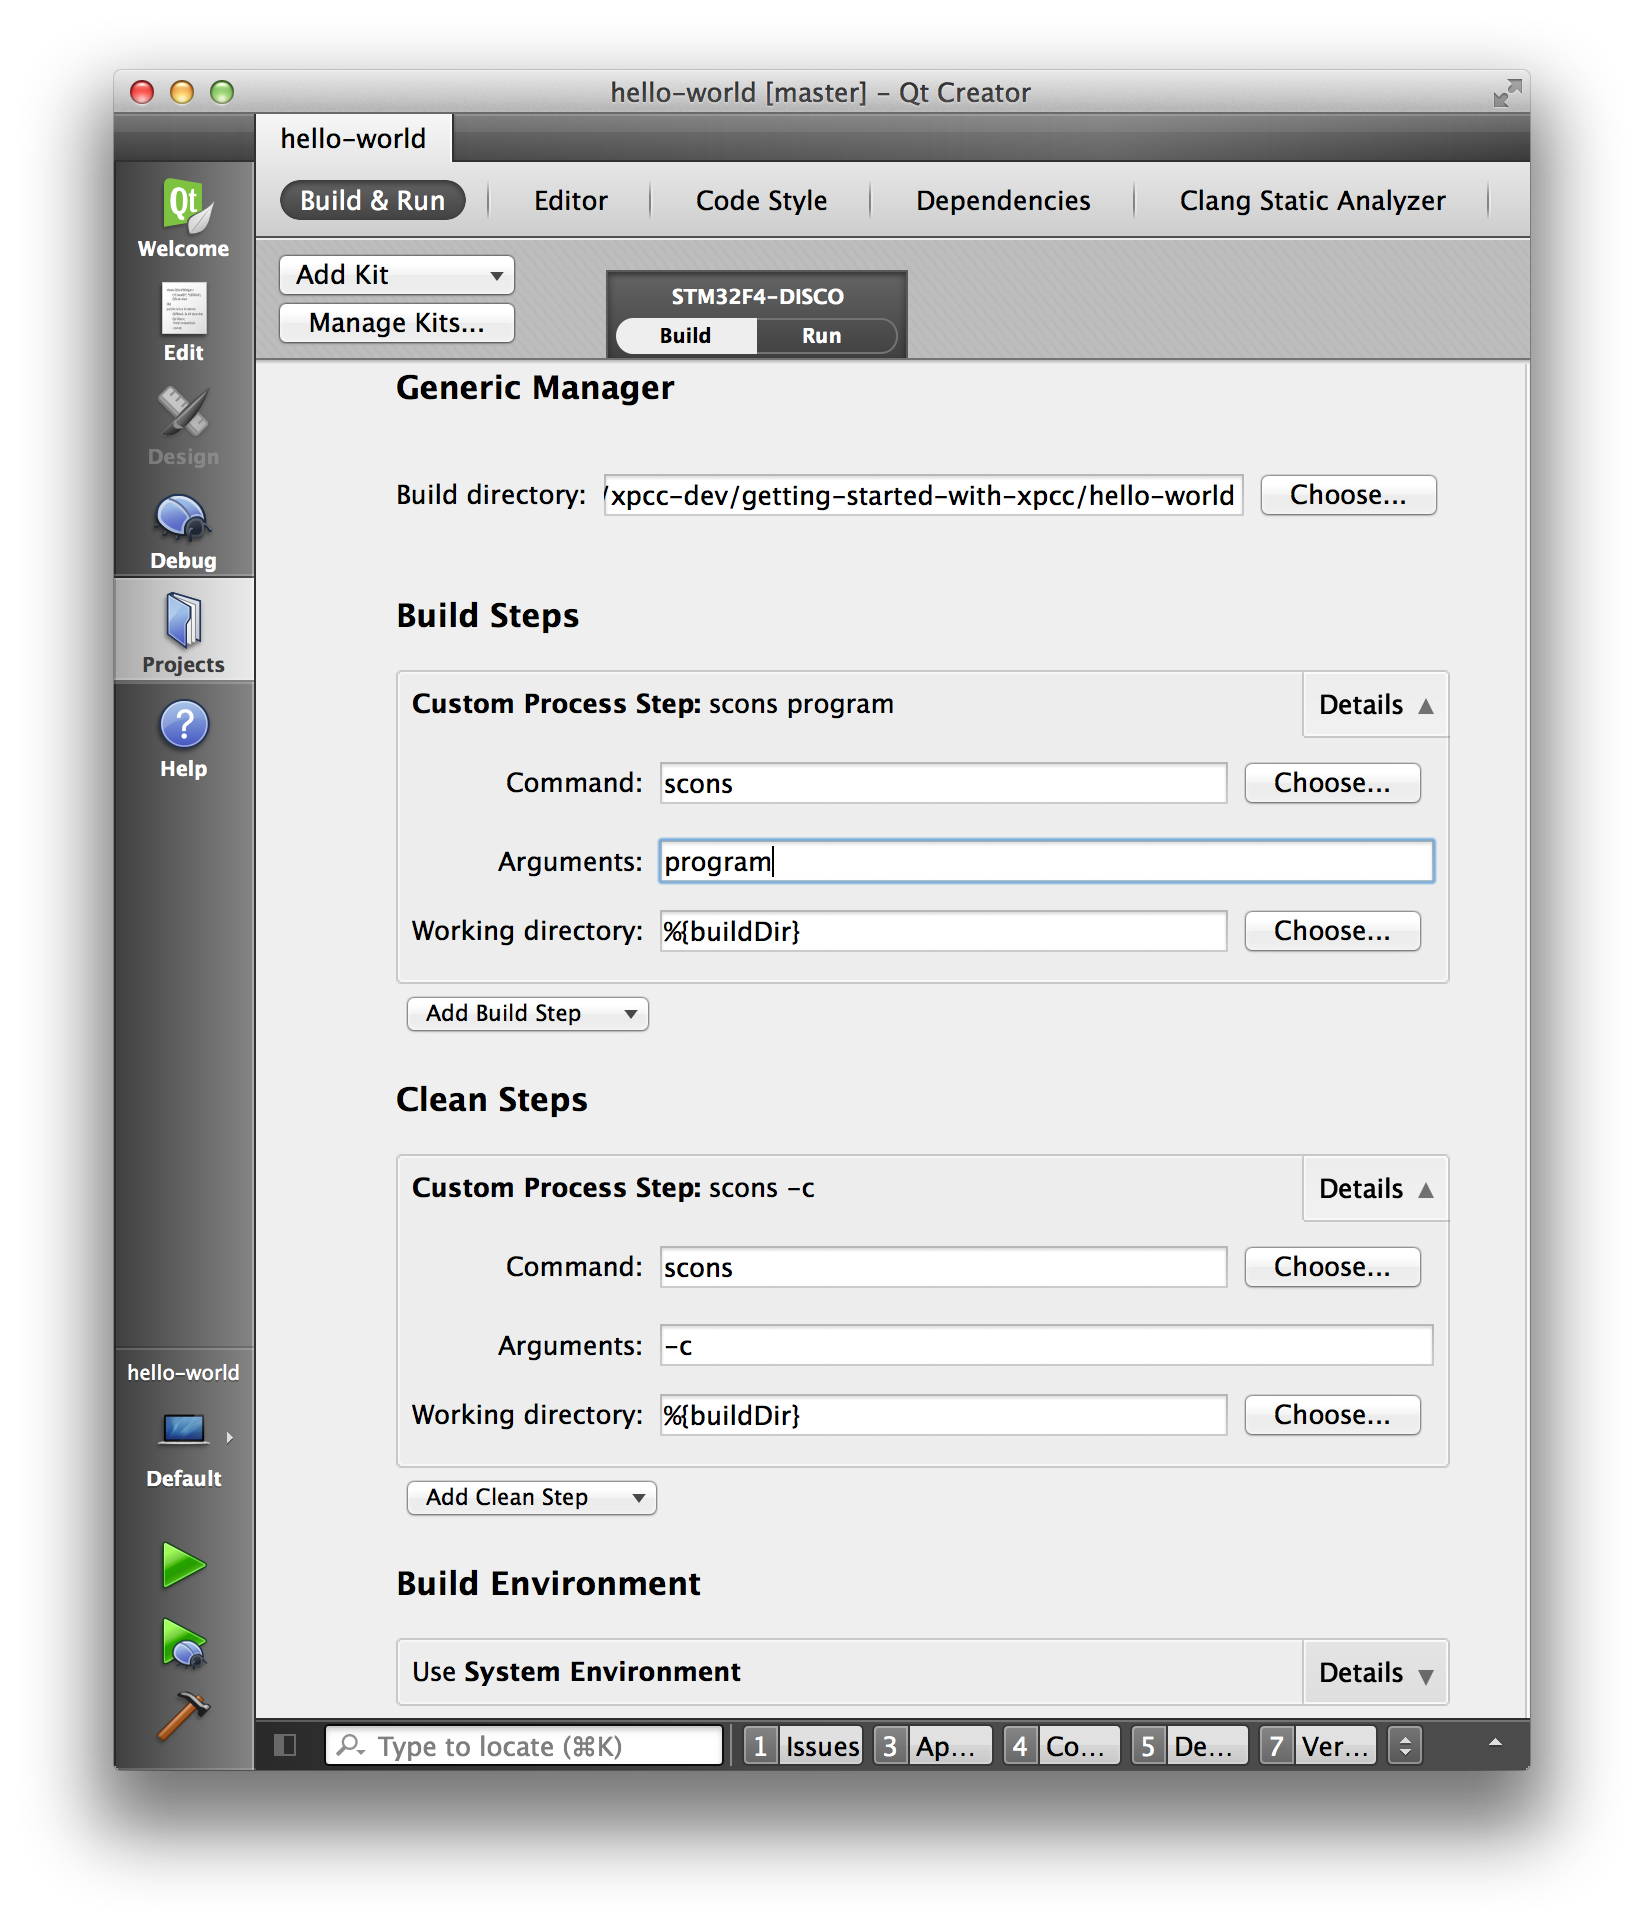 hello-world [master] - Qt Creator
hello-world
Build & Run
Editor
Code Style
Dependencies
Clang Static Analyzer
Qt
Welcome
Edit
Design
Debug
Projects
?
Help
Add Kit
Manage Kits...
STM32F4-DISCO
Build
Run
Generic Manager
Build directory: /xpcc-dev/getting-started-with-xpcc/hello-world Choose...
Build Steps
Custom Process Step: scons program
Details
Command: scons Choose...
Arguments: program
Working directory: %{buildDir} Choose...
Add Build Step
Clean Steps
Custom Process Step: scons -c
Details
Command: scons Choose...
Arguments: -c
Working directory: %{buildDir} Choose...
Add Clean Step
Build Environment
Use System Environment
Details
hello-world
Default
Type to locate (⌘K)
1 Issues
3 Ap...
4 Co...
5 De...
7 Ver...